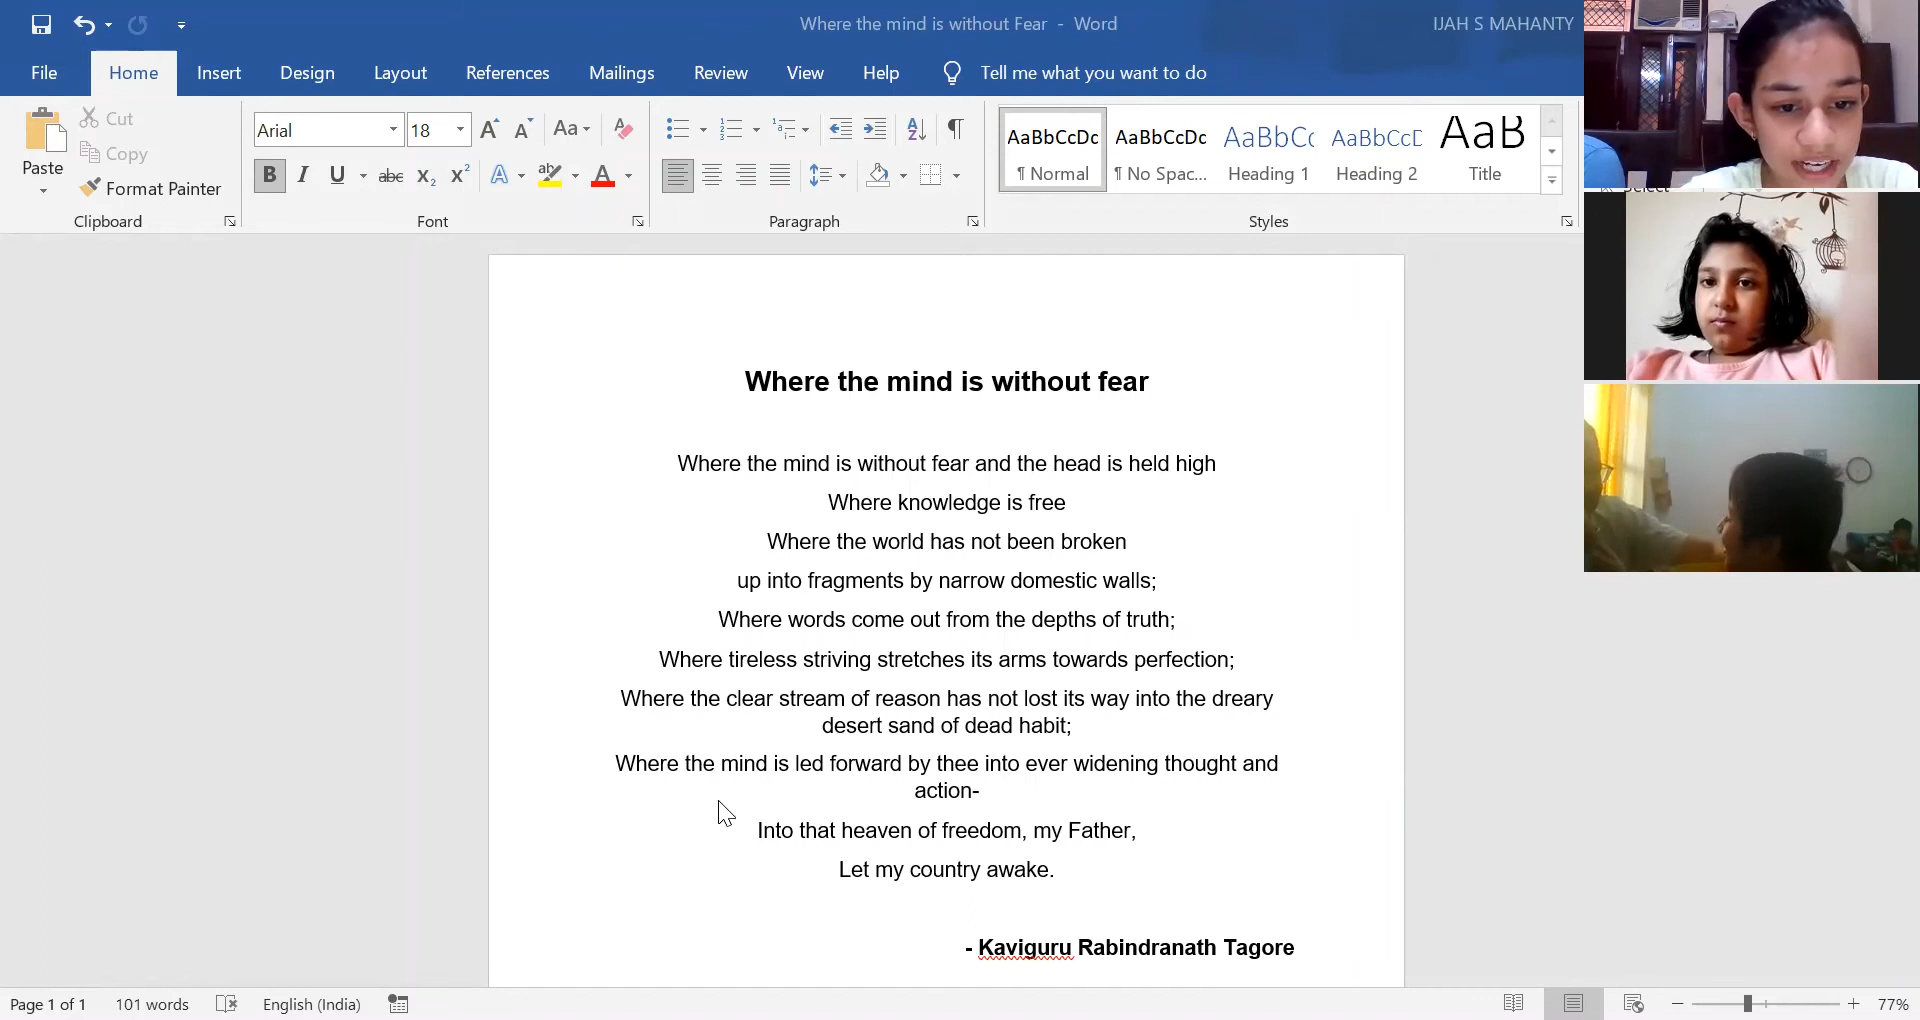 Where the mind is without Fear - Word
IJAH S MAHANTY
File Home Insert Design Layout References Mailings Review View Help Tell me what you want to do
Paste
Cut
Copy
Format Painter
Clipboard
Arial 18 A A Aa A
B I U abc X₂ X² A ab A
Font
A Z ¶
Paragraph
AaBbCcDc AaBbCcDc AaBbCc AaBbCcD AaB
¶ Normal ¶ No Spac... Heading 1 Heading 2 Title
Styles
Select
Where the mind is without fear
Where the mind is without fear and the head is held high
Where knowledge is free
Where the world has not been broken
up into fragments by narrow domestic walls;
Where words come out from the depths of truth;
Where tireless striving stretches its arms towards perfection;
Where the clear stream of reason has not lost its way into the dreary
desert sand of dead habit;
Where the mind is led forward by thee into ever widening thought and
action-
Into that heaven of freedom, my Father,
Let my country awake.
- Kaviguru Rabindranath Tagore
Page 1 of 1 101 words English (India) 77%